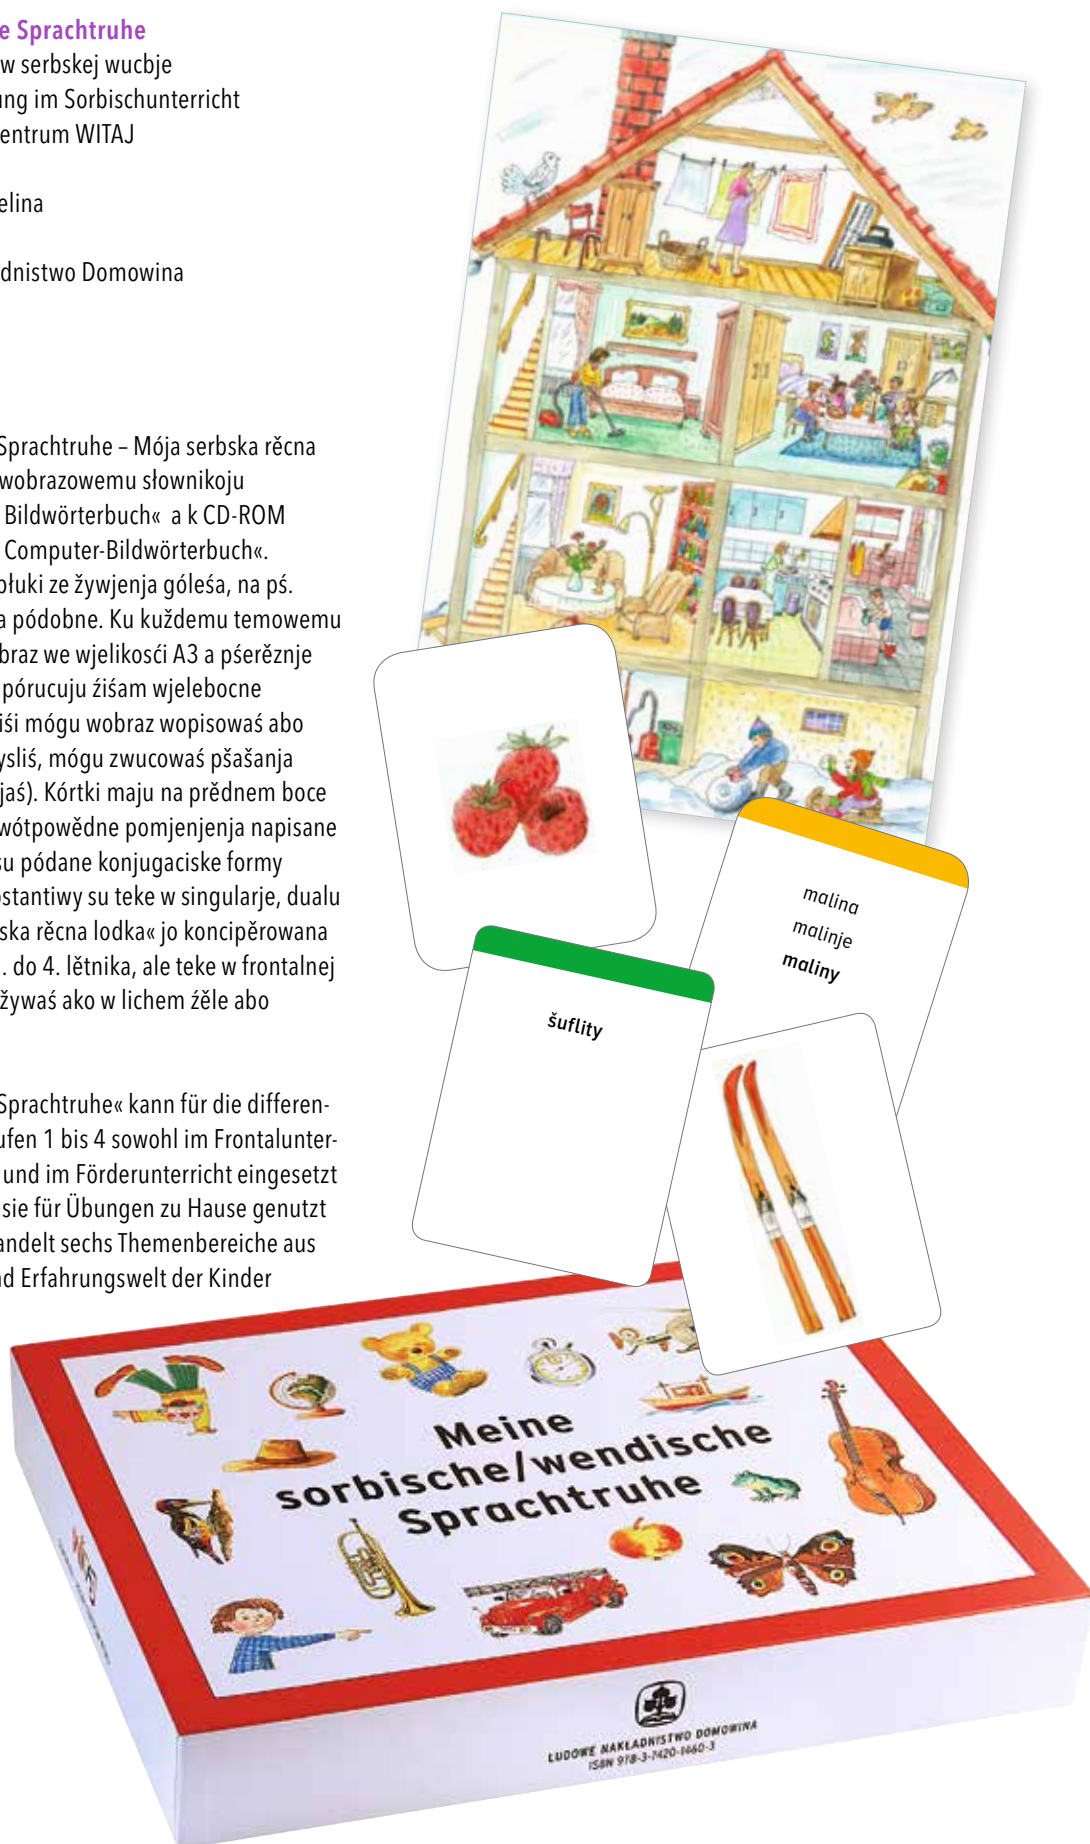 e Sprachtruhe
w serbskej wucbje
ung im Sorbischunterricht
entrum WITAJ
elina
dnistwo Domowina
Sprachtruhe – Mója serbska rěcna
wobrazowemu słownikoju
Bildwörterbuch« a k CD-ROM
Computer-Bildwörterbuch«.
błuki ze žywjenja góleśa, na pś.
a pódobne. Ku kuždemu temowemu
braz we wjelikosći A3 a pśerěznje
pórucuju źiśam wjelebocne
iśi mógu wobraz wopisowaś abo
ysliś, mógu zwucowaś pšašanja
jaś). Kórtki maju na prědnem boce
wótpowědne pomjenjenja napisane
su pódane konjugaciske formy
ostantiwy su teke w singularje, dualu
ska rěcna lodka« jo koncipěrowana
. do 4. lětnika, ale teke w frontalnej
žywaś ako w lichem źěle abo
Sprachtruhe« kann für die differen-
ufen 1 bis 4 sowohl im Frontalunter-
und im Förderunterricht eingesetzt
sie für Übungen zu Hause genutzt
andelt sechs Themenbereiche aus
nd Erfahrungswelt der Kinder
malina
malinje
maliny
šuflity
Meine
sorbische/wendische
Sprachtruhe
LUDOWE NAKŁADNISTWO DOMOWINA
ISBN 978-3-7420-1460-3